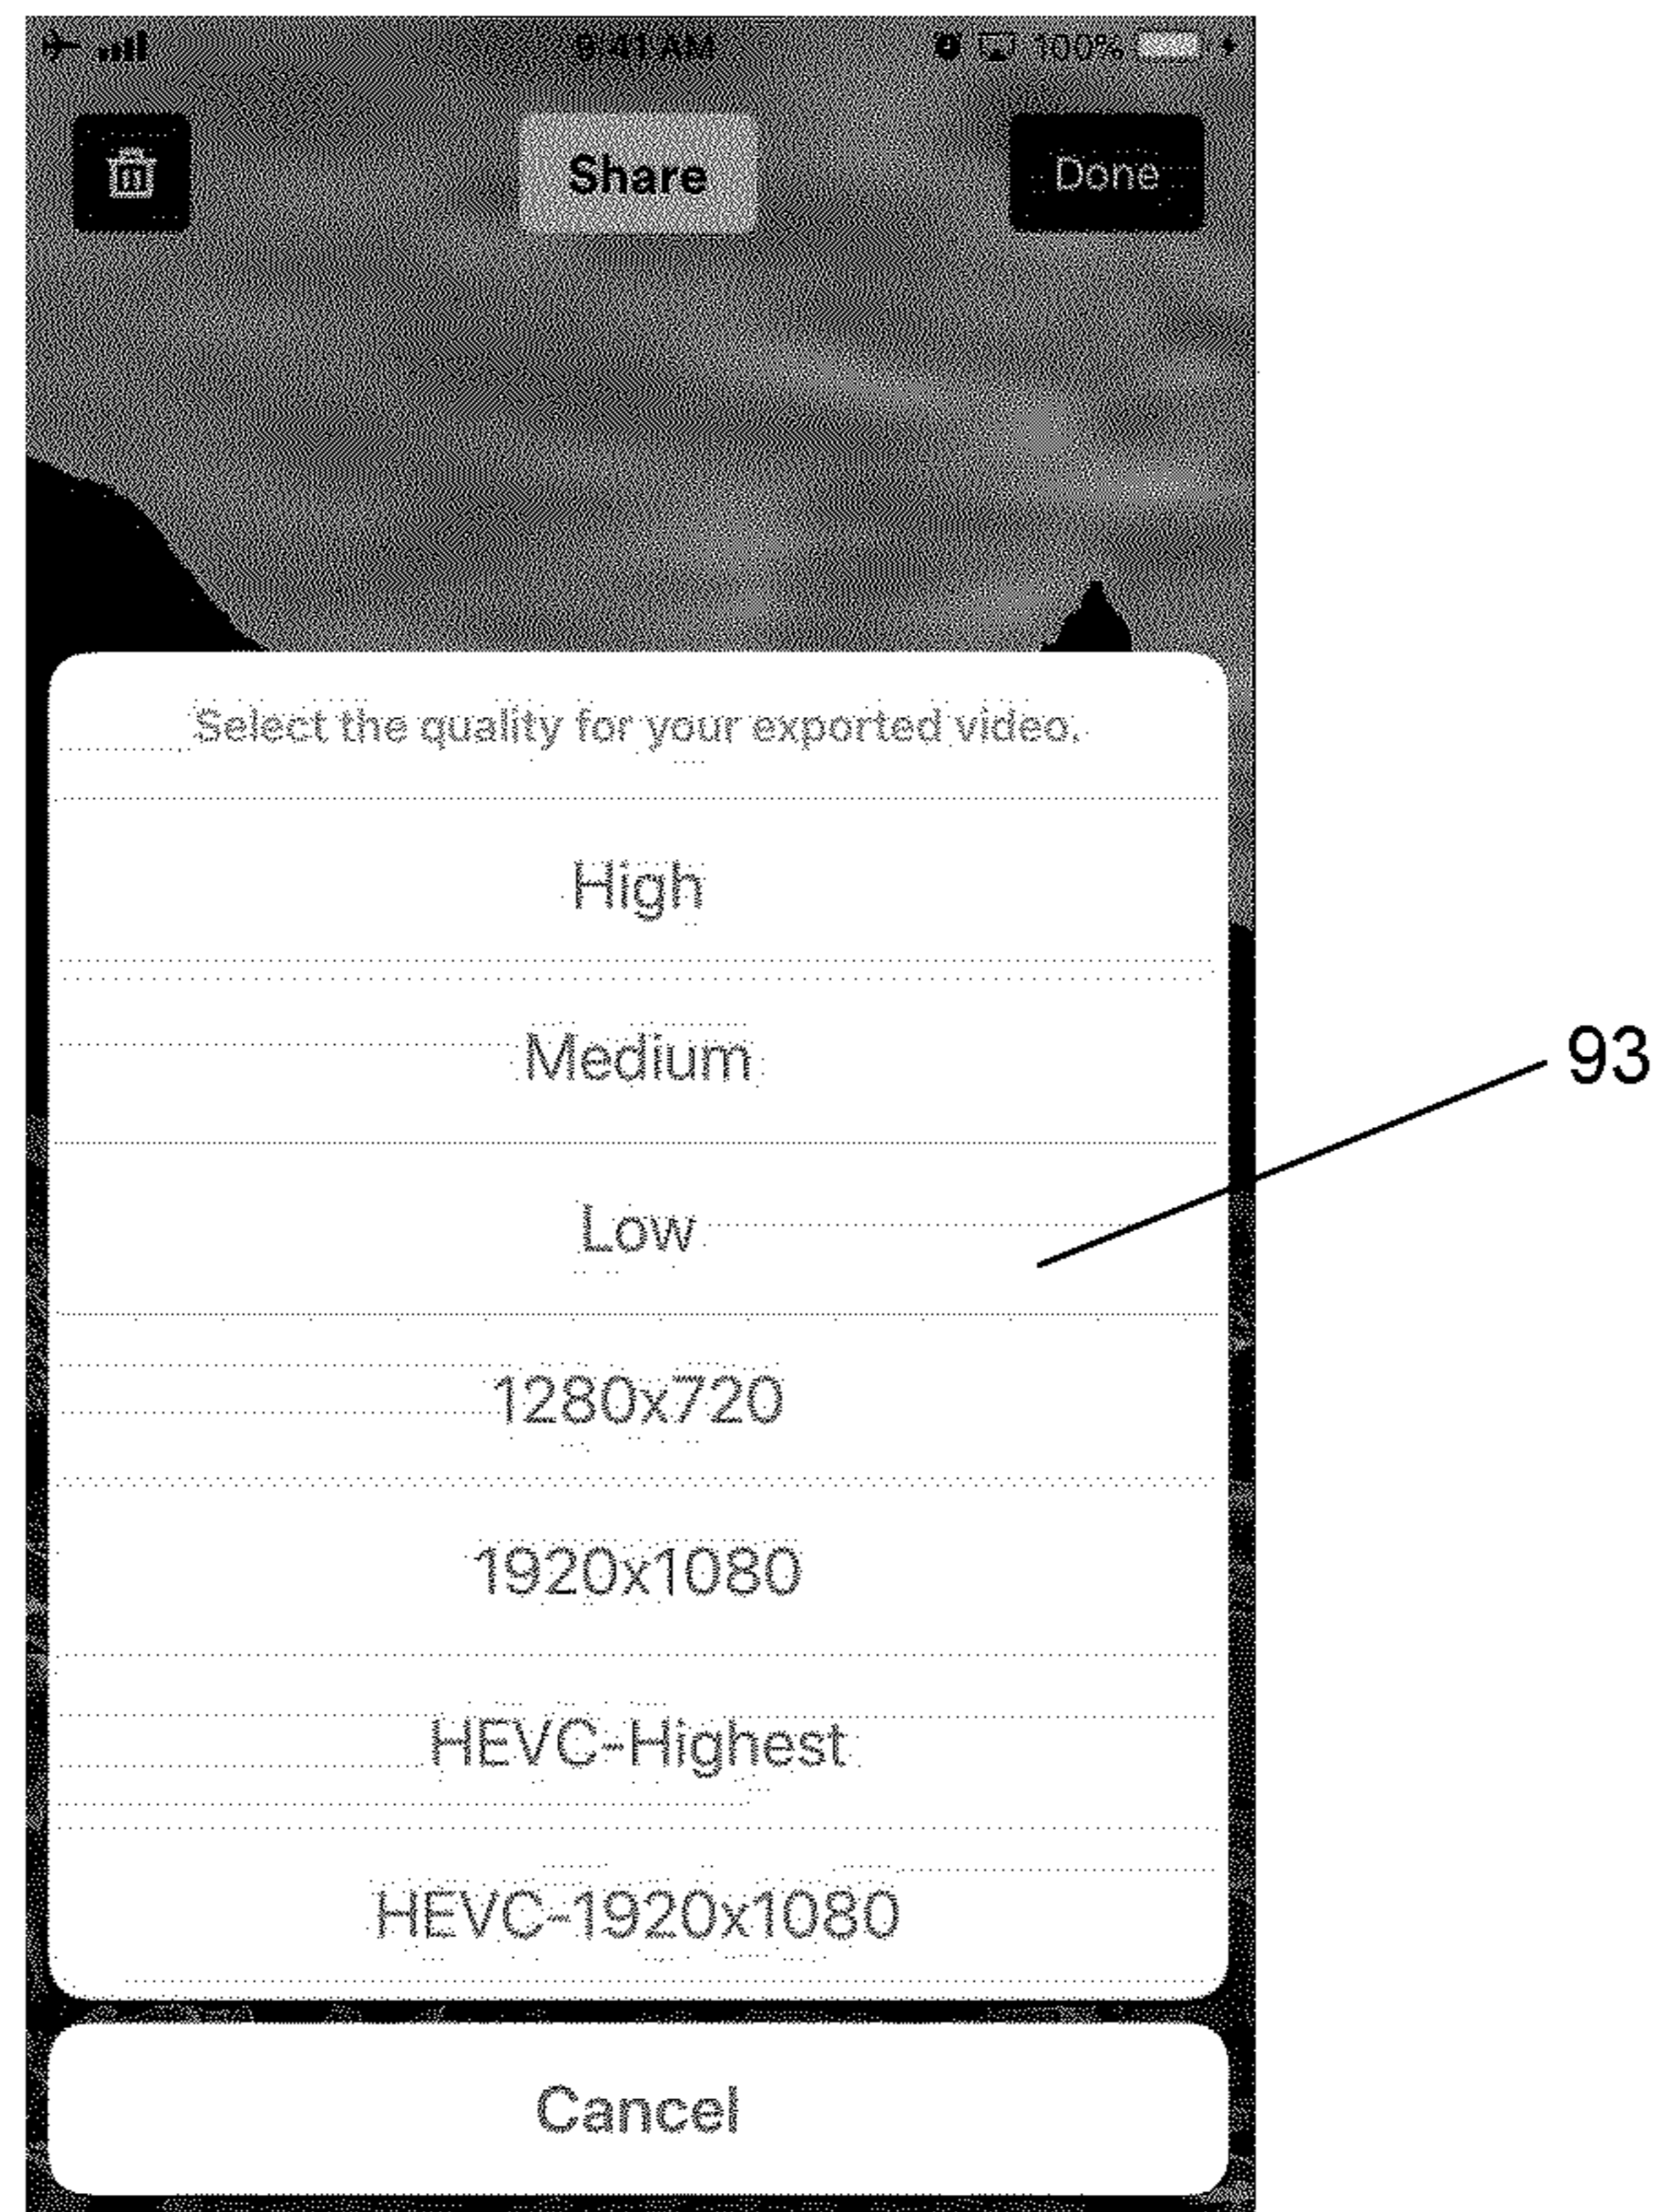 9:41 AM 100%
Share Done
Select the quality for your exported video.
High
Medium
93
Low
1280x720
1920x1080
HEVC-Highest
HEVC-1920x1080
Cancel